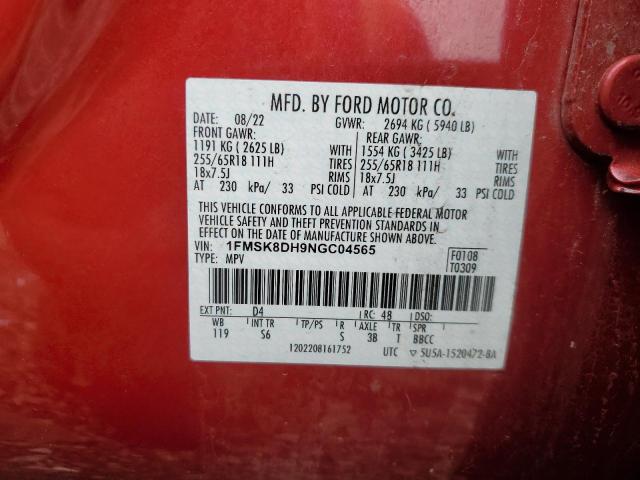 MFD. BY FORD MOTOR CO.
DATE: 08/22 GVWR: 2694 KG ( 5940 LB)
FRONT GAWR: REAR GAWR:
1191 KG ( 2625 LB) WITH 1554 KG ( 3425 LB) WITH
255/65R18 111H TIRES 255/65R18 111H TIRES
18x7.5J RIMS 18x7.5J RIMS
AT 230 kPa/ 33 PSI COLD AT 230 kPa/ 33 PSI COLD
THIS VEHICLE CONFORMS TO ALL APPLICABLE FEDERAL MOTOR
VEHICLE SAFETY AND THEFT PREVENTION STANDARDS IN
EFFECT ON THE DATE OF MANUFACTURE SHOWN ABOVE.
VIN: 1FMSK8DH9NGC04565 F0108
TYPE: MPV T0309
EXT PNT: D4 RC: 48 DSO:
WB INT TR TP/PS R AXLE TR SPR
119 S6 S 3B T BBCC
1202208161752 UTC ▽ 5U5A-1520472-BA